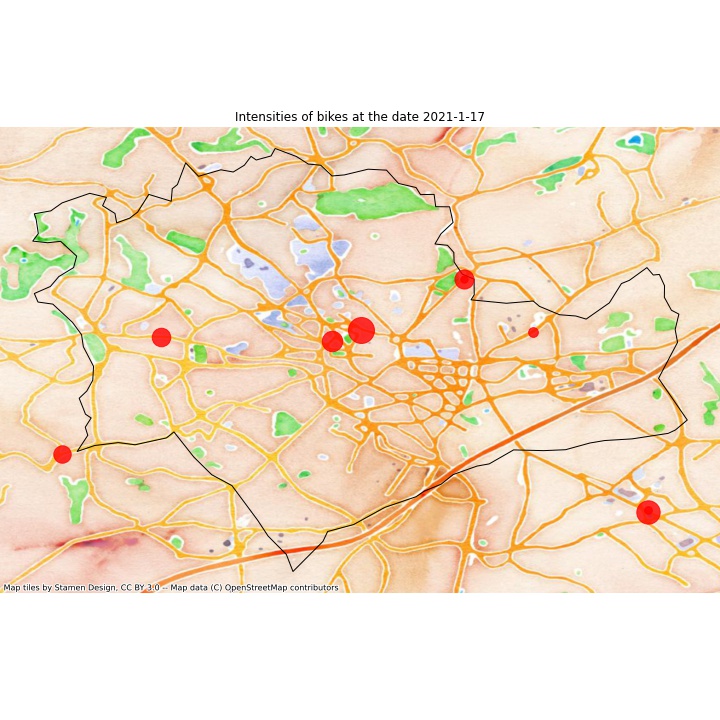 Intensities of bikes at the date 2021-1-17
Map tiles by Stamen Design, CC BY 3.0 -- Map data (C) OpenStreetMap contributors